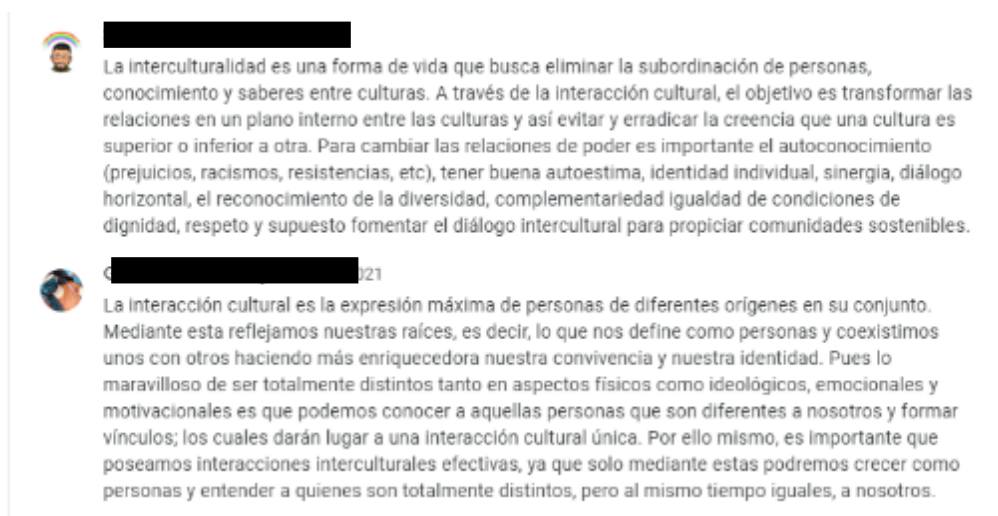 La interculturalidad es una forma de vida que busca eliminar la subordinación de personas,
conocimiento y saberes entre culturas. A través de la interacción cultural, el objetivo es transformar las
relaciones en un plano interno entre las culturas y así evitar y erradicar la creencia que una cultura es
superior o inferior a otra. Para cambiar las relaciones de poder es importante el autoconocimiento
(prejuicios, racismos, resistencias, etc), tener buena autoestima, identidad individual, sinergia, diálogo
horizontal, el reconocimiento de la diversidad, complementariedad igualdad de condiciones de
dignidad, respeto y supuesto fomentar el diálogo intercultural para propiciar comunidades sostenibles.
021
La interacción cultural es la expresión máxima de personas de diferentes orígenes en su conjunto.
Mediante esta reflejamos nuestras raíces, es decir, lo que nos define como personas y coexistimos
unos con otros haciendo más enriquecedora nuestra convivencia y nuestra identidad. Pues lo
maravilloso de ser totalmente distintos tanto en aspectos físicos como ideológicos, emocionales y
motivacionales es que podemos conocer a aquellas personas que son diferentes a nosotros y formar
vínculos; los cuales darán lugar a una interacción cultural única. Por ello mismo, es importante que
poseamos interacciones interculturales efectivas, ya que solo mediante estas podremos crecer como
personas y entender a quienes son totalmente distintos, pero al mismo tiempo iguales, a nosotros.